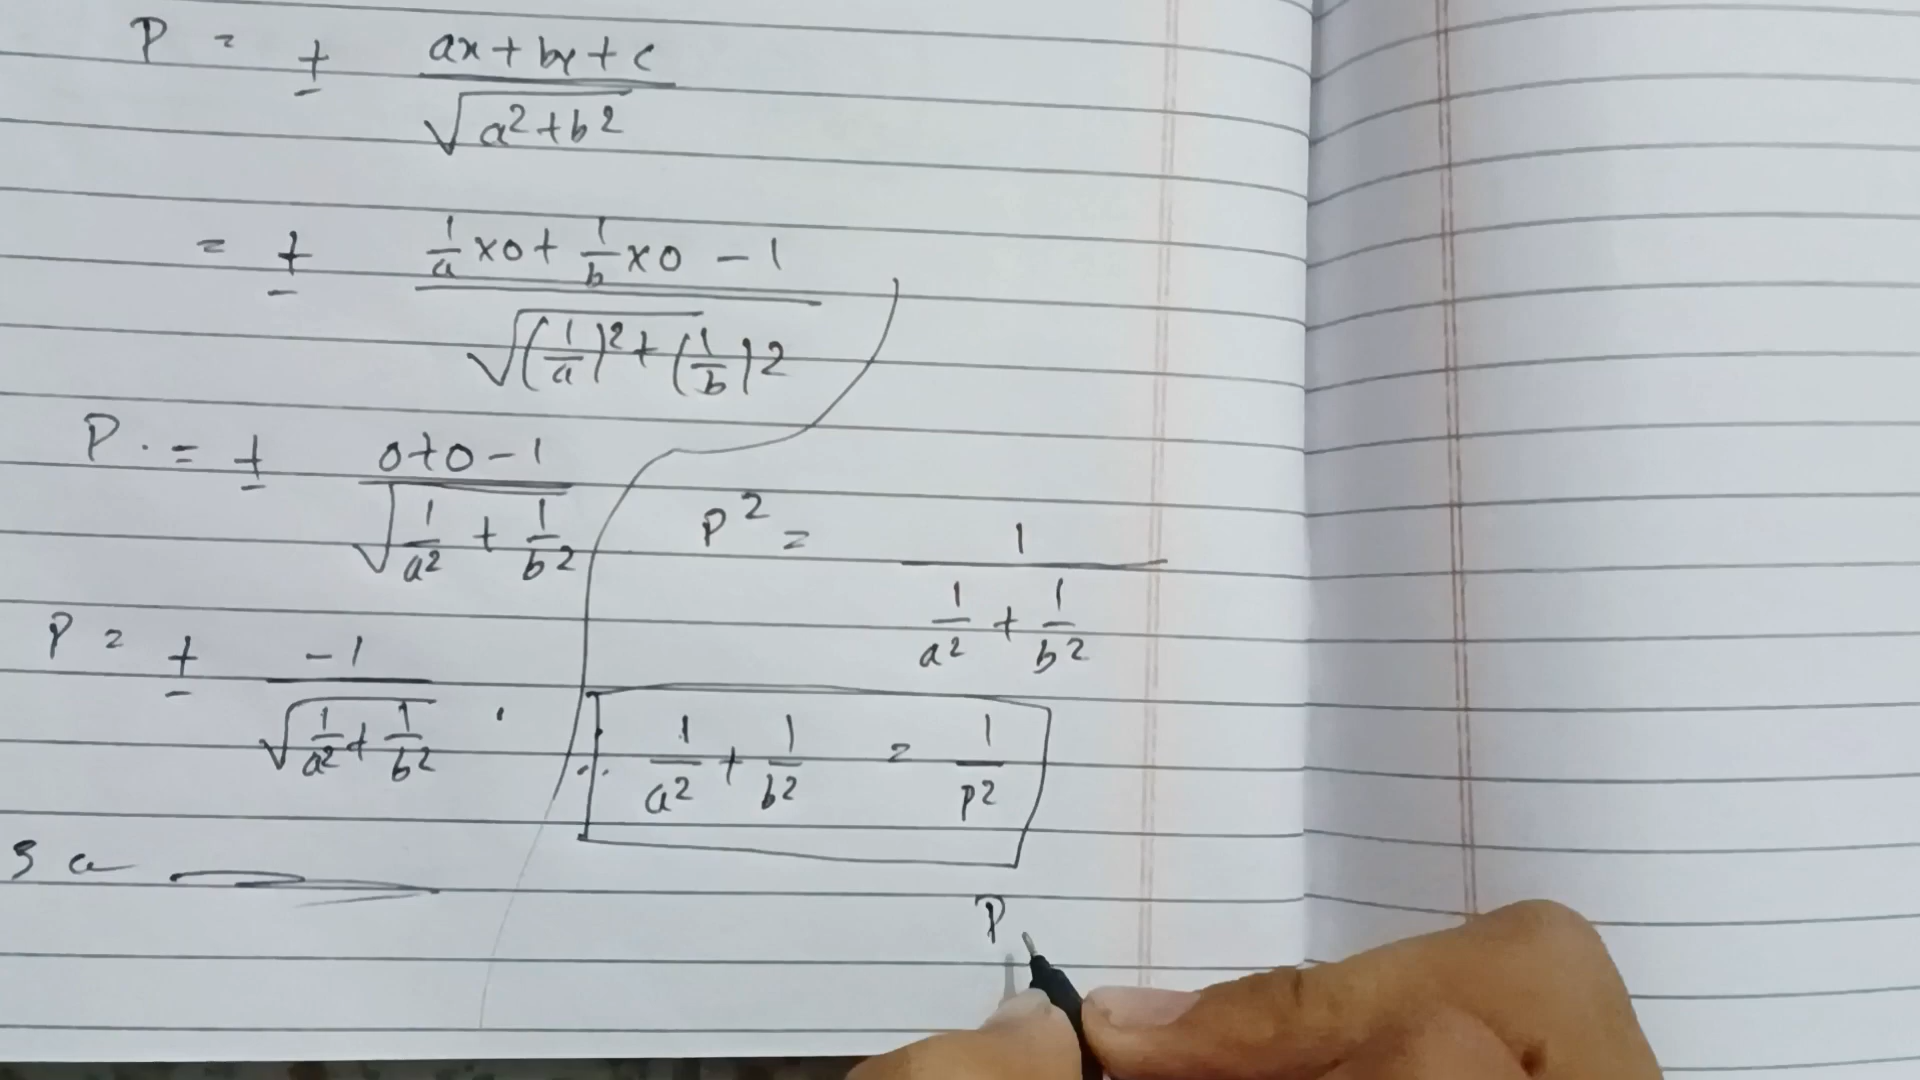 P = ± (ax + by + c) / √(a² + b²)
= ± (1/a × 0 + 1/b × 0 − 1) / √((1/a)² + (1/b)²)
P. = ± (0 + 0 − 1) / √(1/a² + 1/b²)
P = ± −1 / √(1/a² + 1/b²)
P² = 1 / (1/a² + 1/b²)
∴ 1/a² + 1/b² = 1/P²
P